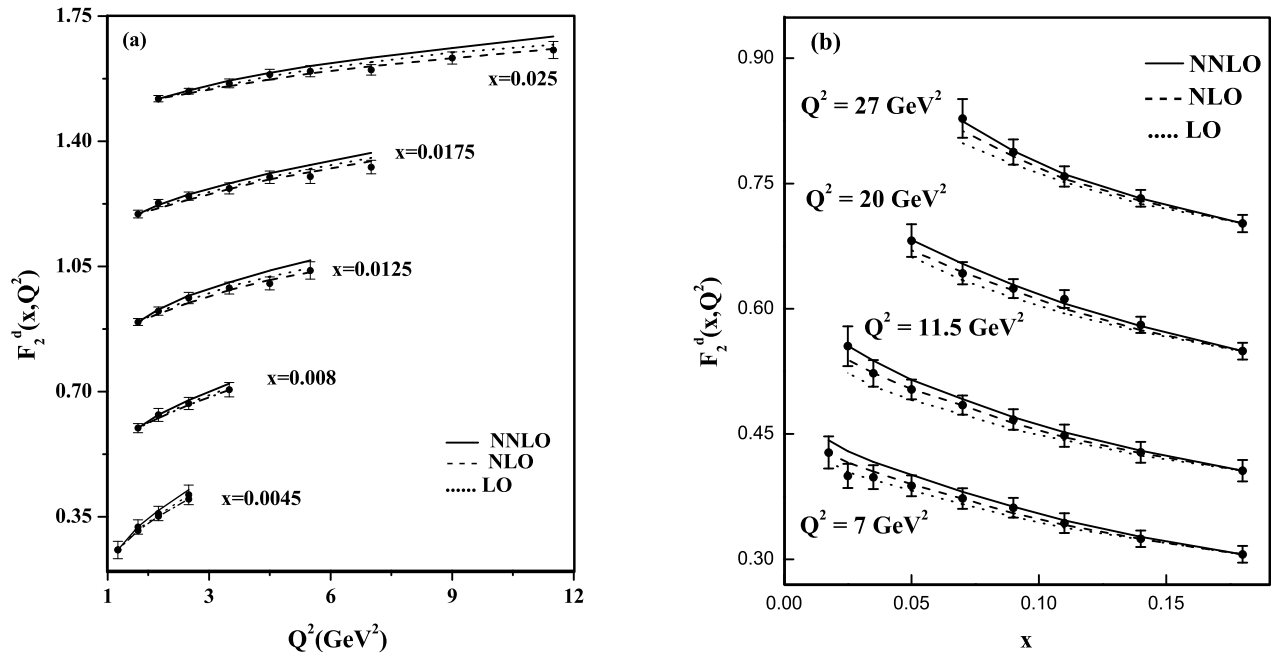 (a)
1.75
1.40
1.05
0.70
0.35
F₂ᵈ(x,Q²)
x=0.025
x=0.0175
x=0.0125
x=0.008
x=0.0045
NNLO
NLO
LO
1 3 6 9 12
Q²(GeV²)
(b)
0.90
0.75
0.60
0.45
0.30
F₂ᵈ(x,Q²)
NNLO
NLO
LO
Q² = 27 GeV²
Q² = 20 GeV²
Q² = 11.5 GeV²
Q² = 7 GeV²
0.00 0.05 0.10 0.15
x